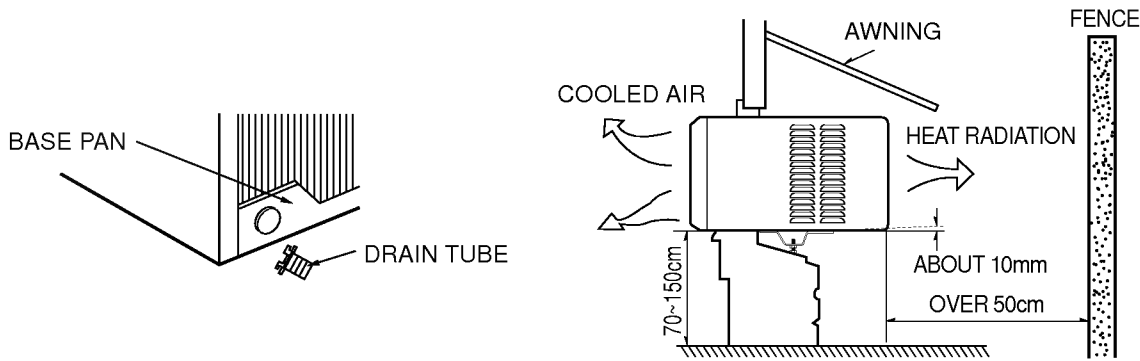 BASE PAN
DRAIN TUBE
AWNING
FENCE
COOLED AIR
HEAT RADIATION
70~150cm
ABOUT 10mm
OVER 50cm